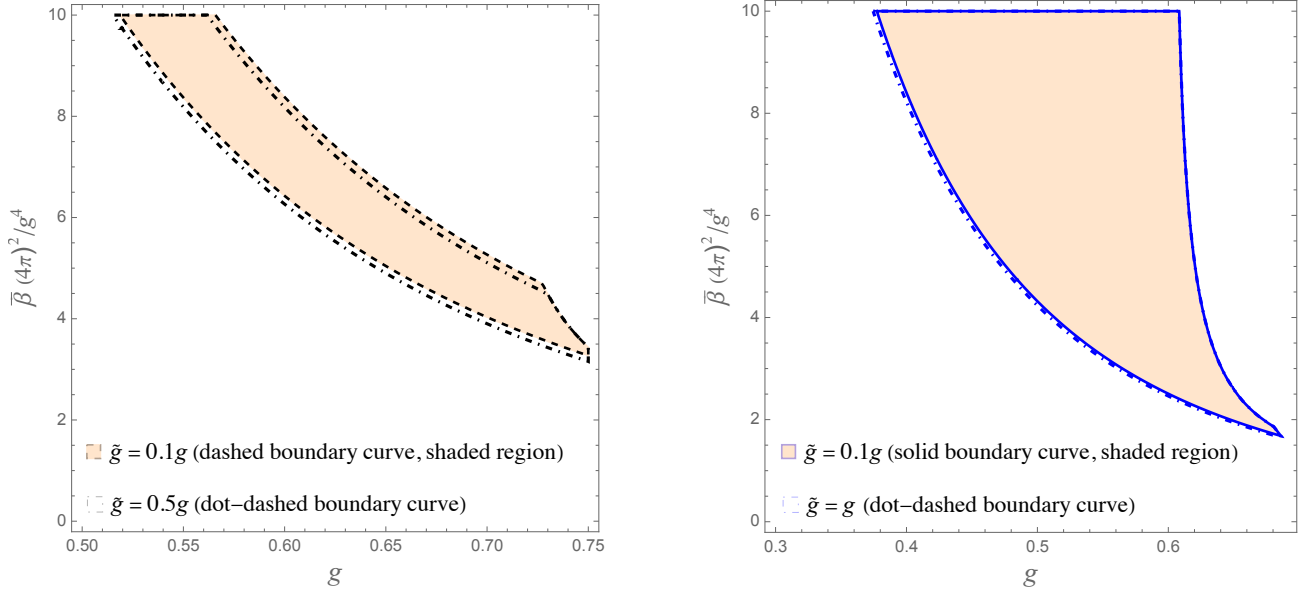 10
8
6
4
2
0
β̅ (4π)²/g⁴
g̃ = 0.1g (dashed boundary curve, shaded region)
g̃ = 0.5g (dot–dashed boundary curve)
0.50 0.55 0.60 0.65 0.70 0.75
g
10
8
6
4
2
0
β̅ (4π)²/g⁴
g̃ = 0.1g (solid boundary curve, shaded region)
g̃ = g (dot–dashed boundary curve)
0.3 0.4 0.5 0.6
g